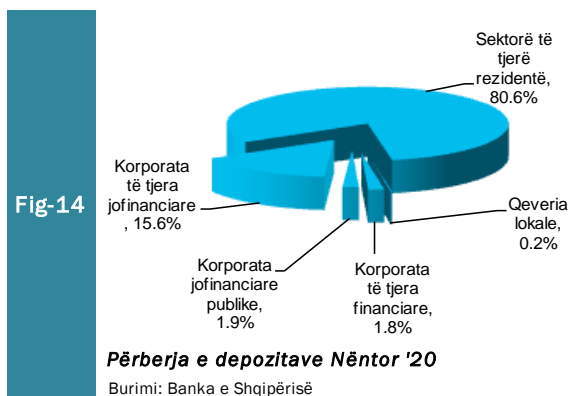 Fig-14
Sektorë të
tjerë
rezidentë,
80.6%
Korporata
të tjera
jofinanciare
, 15.6%
Korporata
jofinanciare
publike,
1.9%
Korporata
të tjera
financiare,
1.8%
Qeveria
lokale,
0.2%
Përberja e depozitave Nëntor '20
Burimi: Banka e Shqipërisë